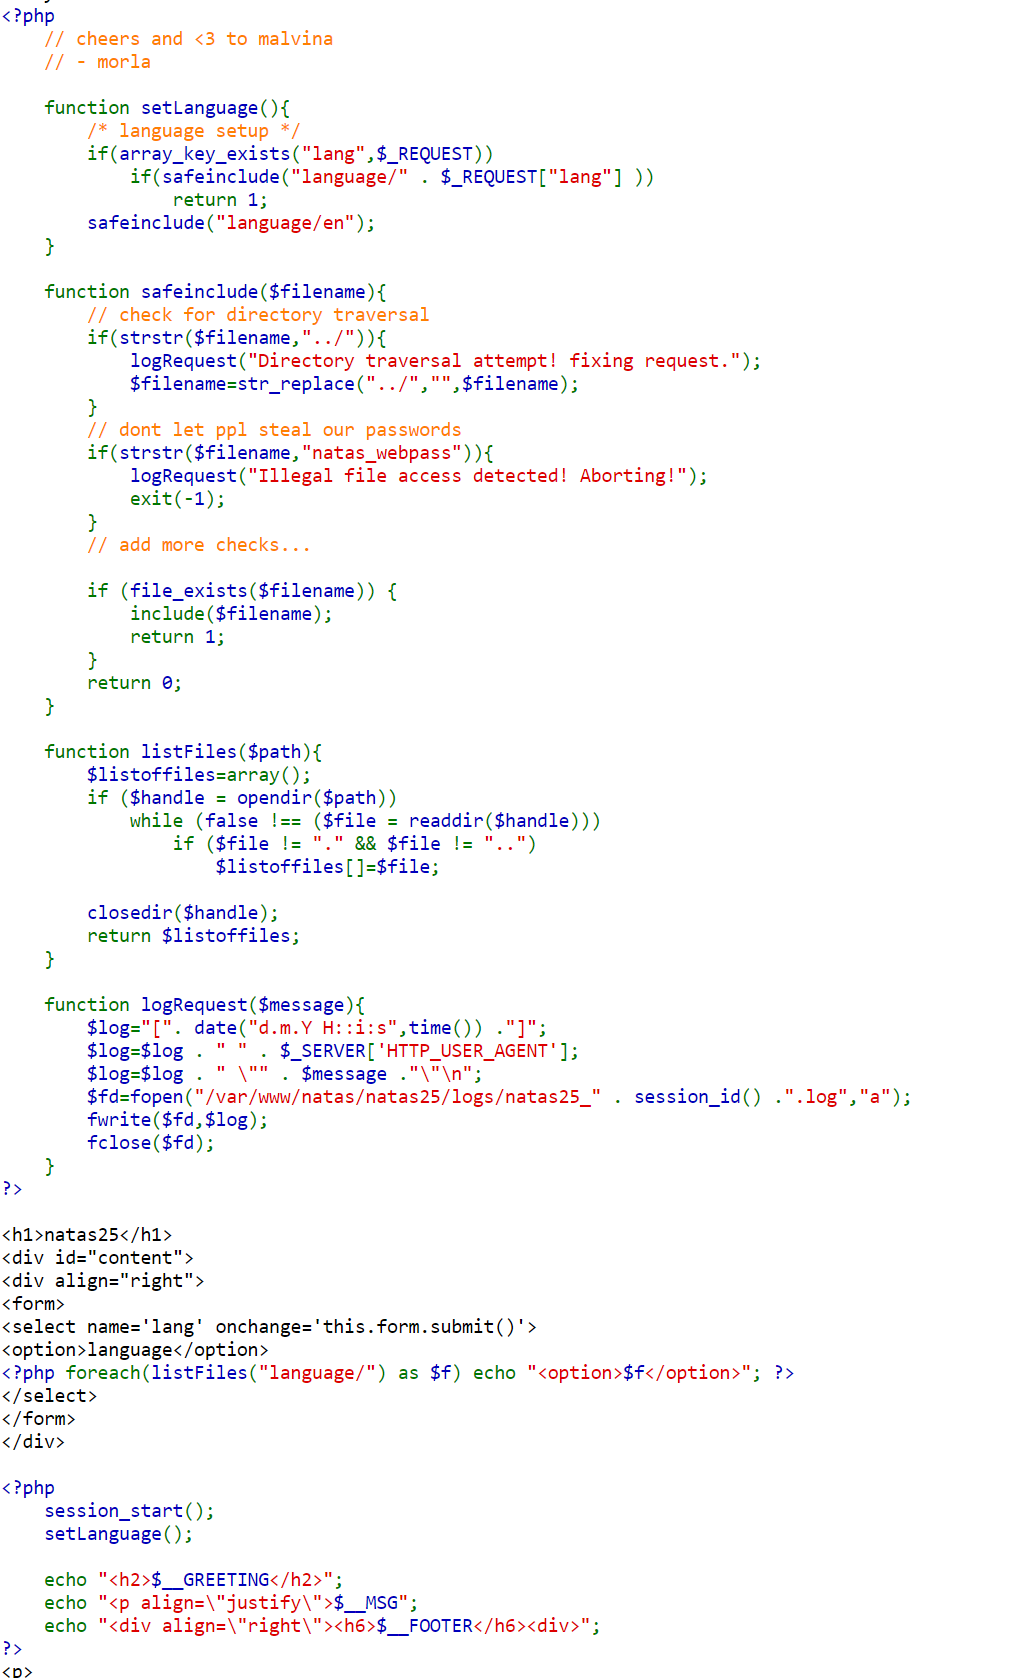 <?php
    // cheers and <3 to malvina
    // - morla

    function setLanguage(){
        /* language setup */
        if(array_key_exists("lang",$_REQUEST))
            if(safeinclude("language/" . $_REQUEST["lang"] ))
                return 1;
        safeinclude("language/en");
    }

    function safeinclude($filename){
        // check for directory traversal
        if(strstr($filename,"../")){
            logRequest("Directory traversal attempt! fixing request.");
            $filename=str_replace("../","",$filename);
        }
        // dont let ppl steal our passwords
        if(strstr($filename,"natas_webpass")){
            logRequest("Illegal file access detected! Aborting!");
            exit(-1);
        }
        // add more checks...

        if (file_exists($filename)) {
            include($filename);
            return 1;
        }
        return 0;
    }

    function listFiles($path){
        $listoffiles=array();
        if ($handle = opendir($path))
            while (false !== ($file = readdir($handle)))
                if ($file != "." && $file != "..")
                    $listoffiles[]=$file;

        closedir($handle);
        return $listoffiles;
    }

    function logRequest($message){
        $log="[". date("d.m.Y H::i:s",time()) ."]";
        $log=$log . " " . $_SERVER['HTTP_USER_AGENT'];
        $log=$log . " \"" . $message ."\"\n";
        $fd=fopen("/var/www/natas/natas25/logs/natas25_" . session_id() .".log","a");
        fwrite($fd,$log);
        fclose($fd);
    }
?>

<h1>natas25</h1>
<div id="content">
<div align="right">
<form>
<select name='lang' onchange='this.form.submit()'>
<option>language</option>
<?php foreach(listFiles("language/") as $f) echo "<option>$f</option>"; ?>
</select>
</form>
</div>

<?php
    session_start();
    setLanguage();

    echo "<h2>$__GREETING</h2>";
    echo "<p align=\"justify\">$__MSG";
    echo "<div align=\"right\"><h6>$__FOOTER</h6><div>";
?>
<p>